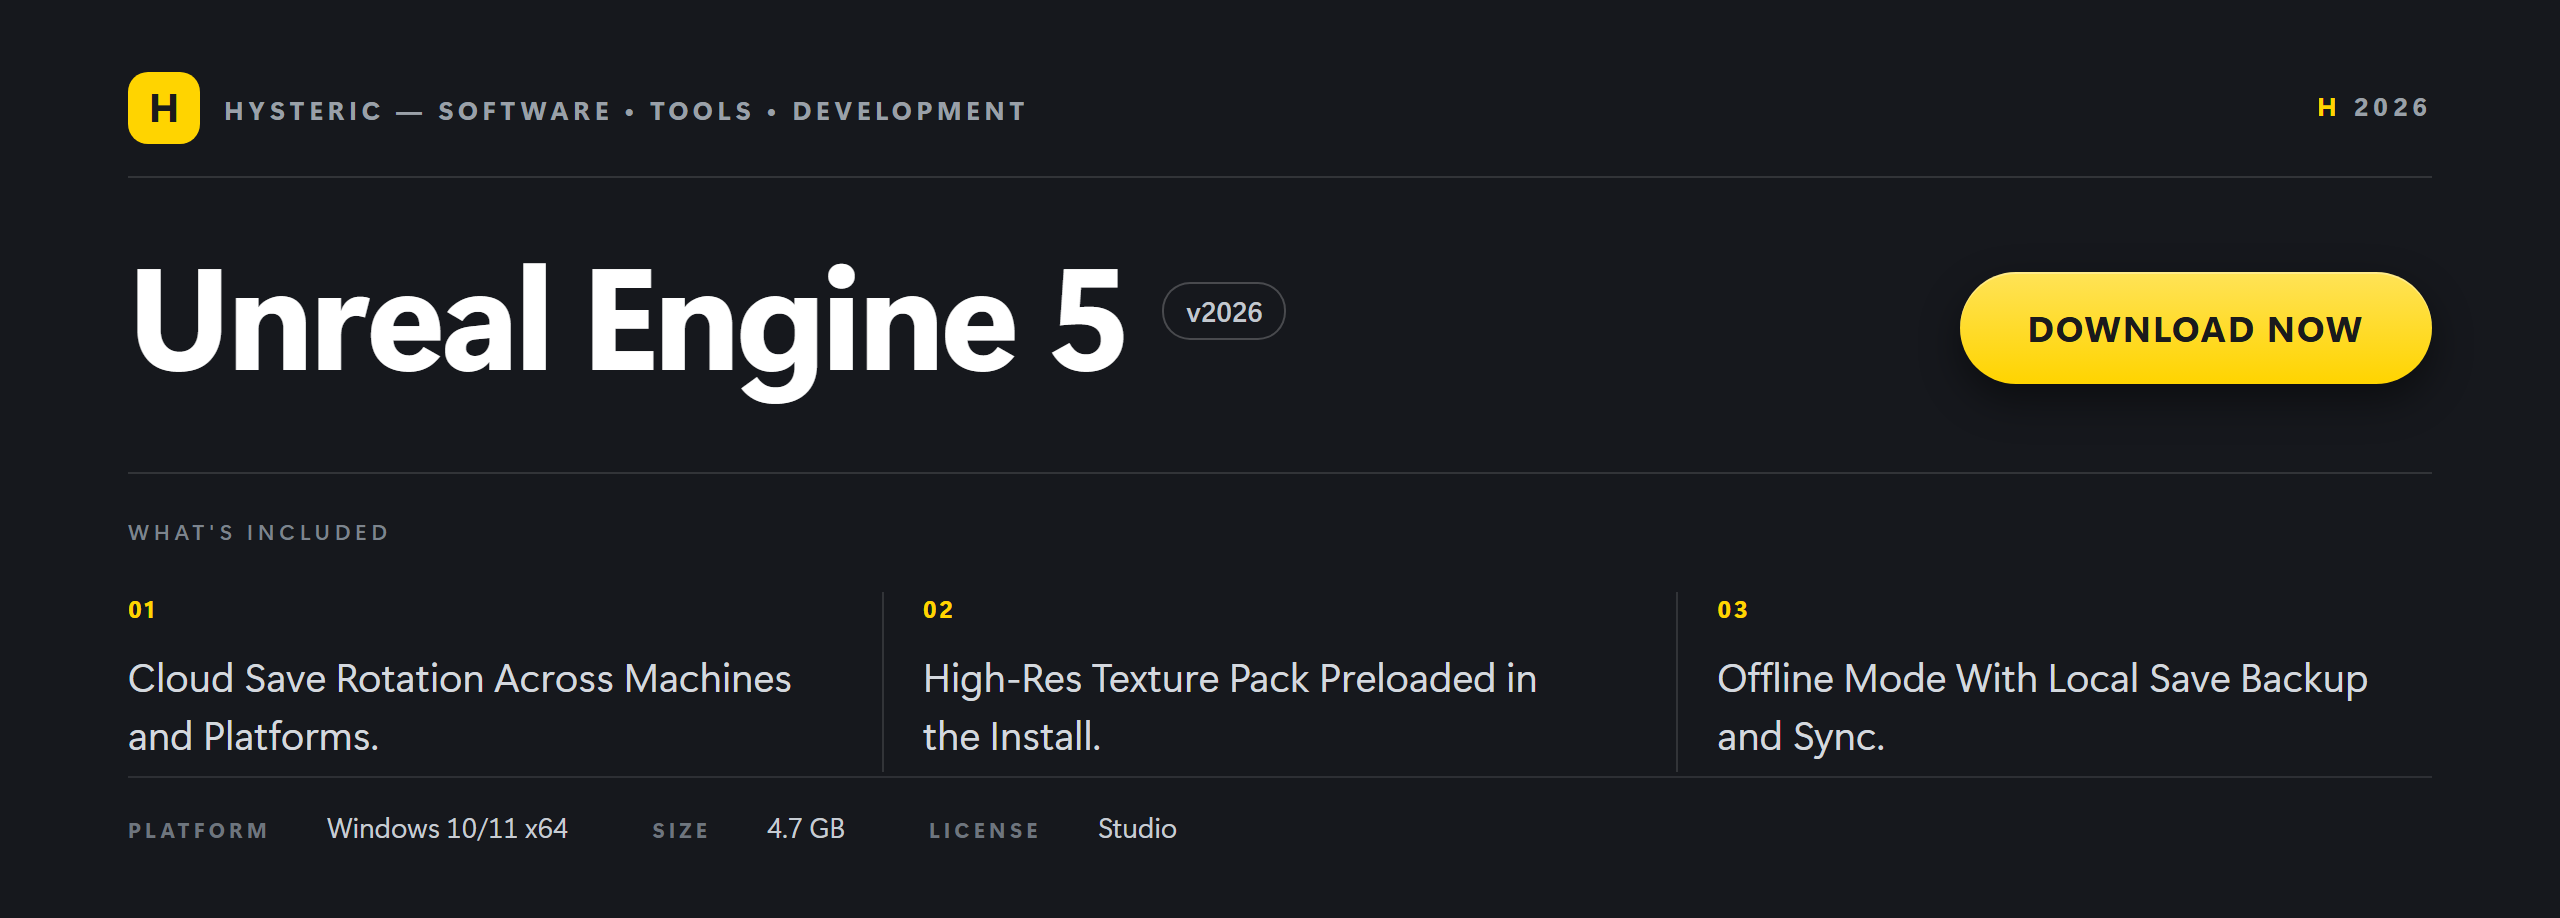 H HYSTERIC — SOFTWARE • TOOLS • DEVELOPMENT
H 2026
Unreal Engine 5 v2026
DOWNLOAD NOW
WHAT'S INCLUDED
01
Cloud Save Rotation Across Machines
and Platforms.
02
High-Res Texture Pack Preloaded in
the Install.
03
Offline Mode With Local Save Backup
and Sync.
PLATFORM Windows 10/11 x64 SIZE 4.7 GB LICENSE Studio